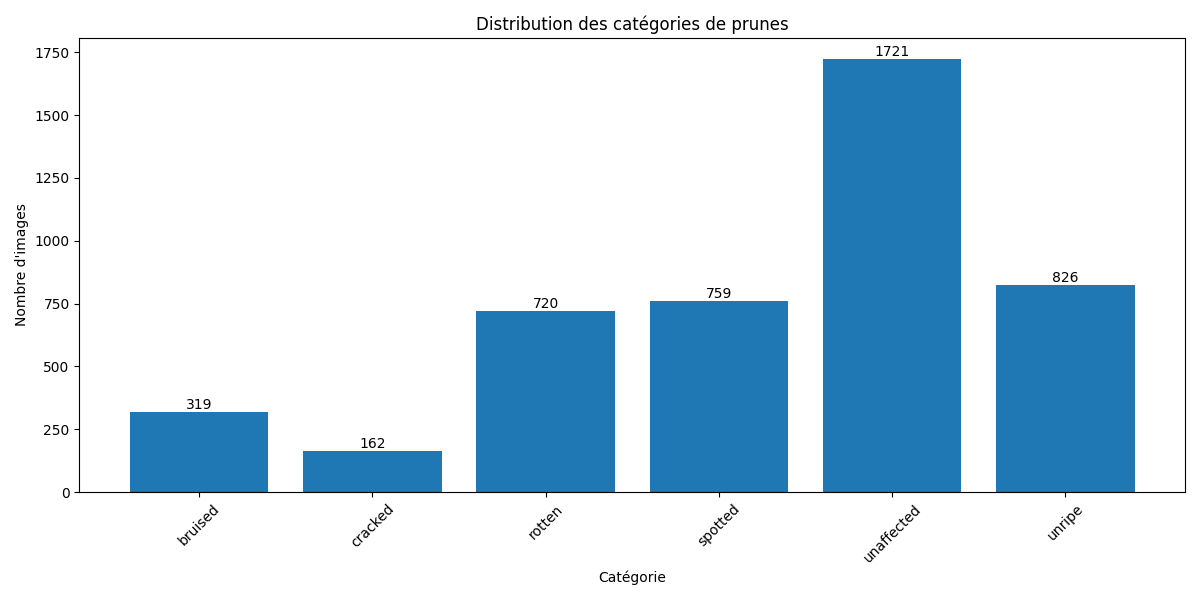 Distribution des catégories de prunes
Nombre d'images
1750
1500
1250
1000
750
500
250
0
319
162
720
759
1721
826
bruised
cracked
rotten
spotted
unaffected
unripe
Catégorie